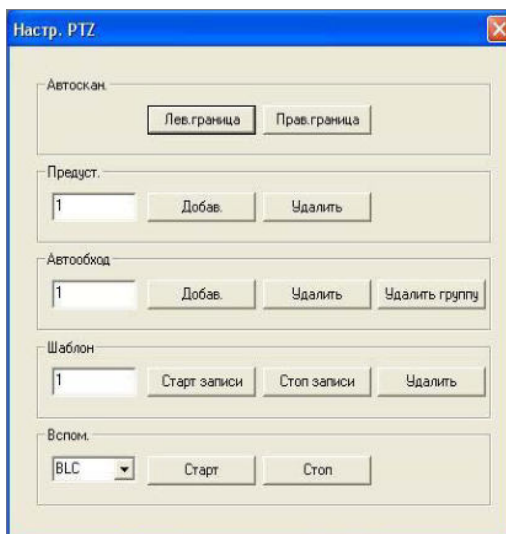 Настр. PTZ
Автоскан.
Лев.граница Прав.граница
Предуст.
1 Добав. Удалить
Автообход
1 Добав. Удалить Удалить группу
Шаблон
1 Старт записи Стоп записи Удалить
Вспом.
BLC Старт Стоп